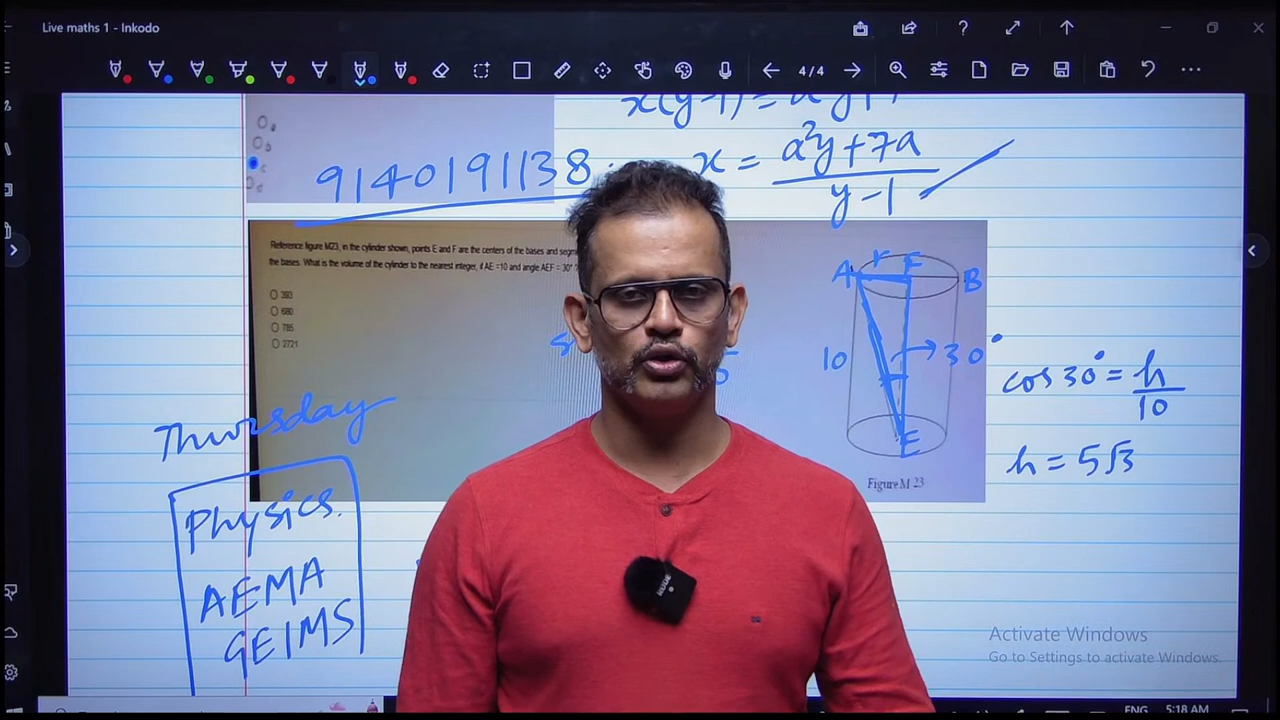 Live maths 1 - Inkodo
4/4
a
b
c
d
9140191138
x = a²y+7a
y-1
Reference figure M23, in the cylinder shown, points E and F are the centers of the bases and
the bases. What is the volume of the cylinder to the nearest integer, if AE =10 and angle AEF = 30°
393
680
785
2721
A r F B
10
30°
E
Figure M 23
cos 30° = h
10
h = 5√3
Thursday
Physics.
AEMA
GEIMS
RODE
Activate Windows
Go to Settings to activate Windows.
ENG 5:18 AM